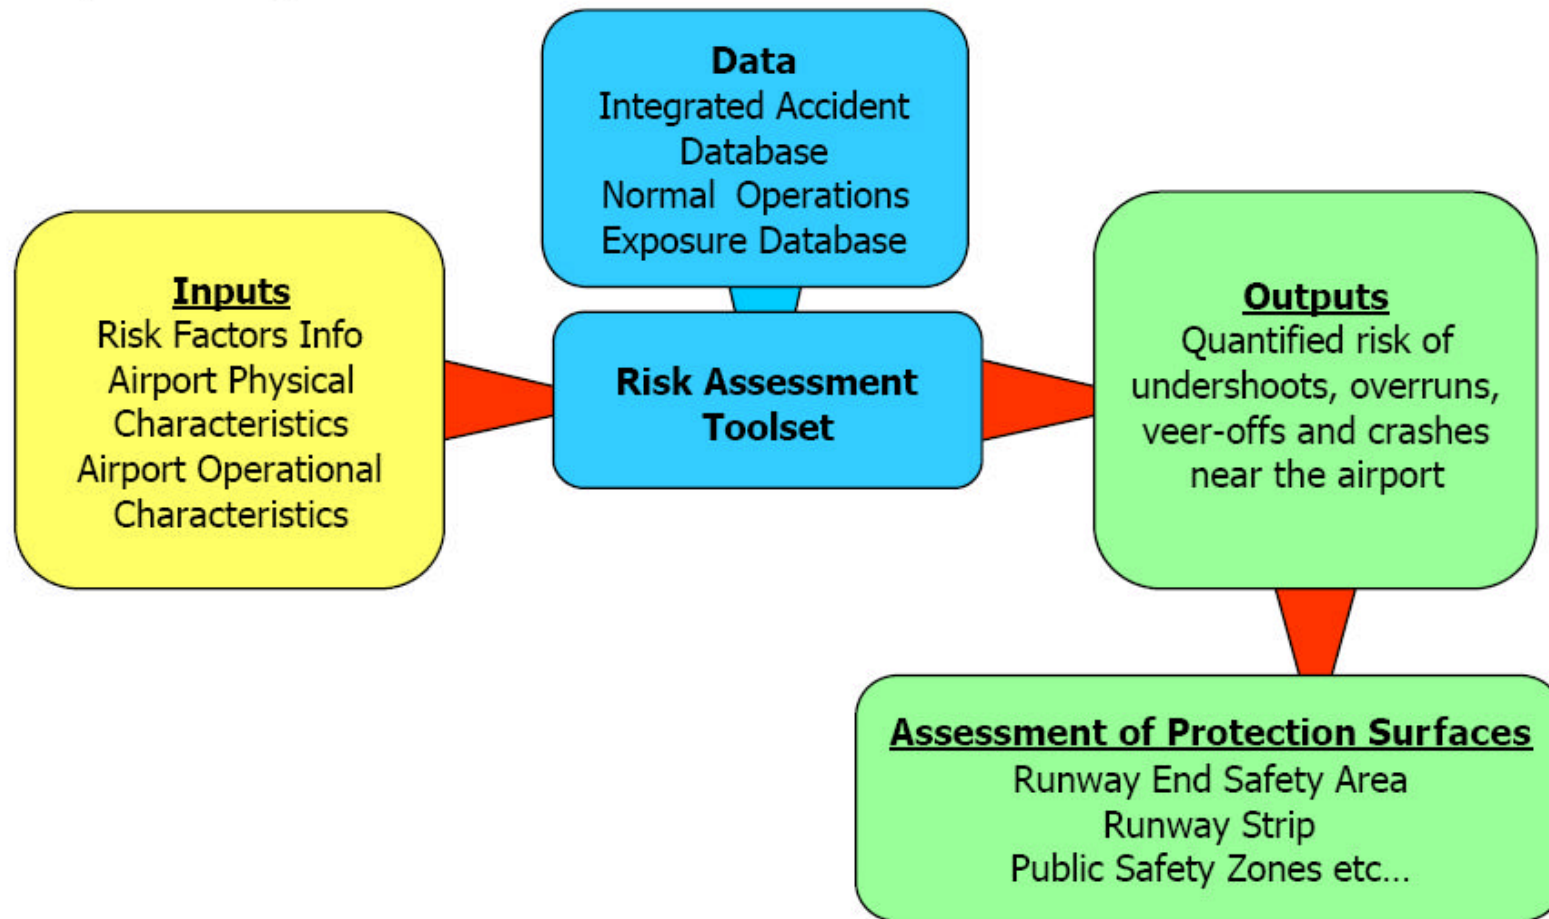 Data
Integrated Accident
Database
Normal Operations
Exposure Database
Inputs
Risk Factors Info
Airport Physical
Characteristics
Airport Operational
Characteristics
Risk Assessment
Toolset
Outputs
Quantified risk of
undershoots, overruns,
veer-offs and crashes
near the airport
Assessment of Protection Surfaces
Runway End Safety Area
Runway Strip
Public Safety Zones etc...